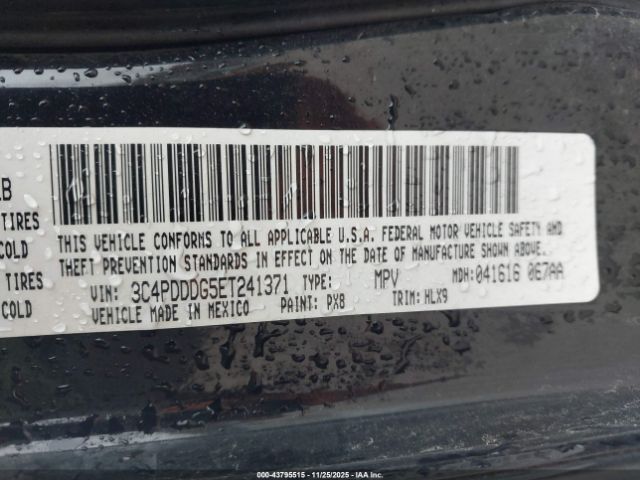 LB
TIRES
COLD
TIRES
COLD
THIS VEHICLE CONFORMS TO ALL APPLICABLE U.S.A. FEDERAL MOTOR VEHICLE SAFETY AND
THEFT PREVENTION STANDARDS IN EFFECT ON THE DATE OF MANUFACTURE SHOWN ABOVE.
VIN: 3C4PDDDG5ET241371 TYPE: MPV MDH:041616 067AA
VEHICLE MADE IN MEXICO PAINT: PX8 TRIM: HLX9
000-43795515 - 11/25/2025 - IAA Inc.